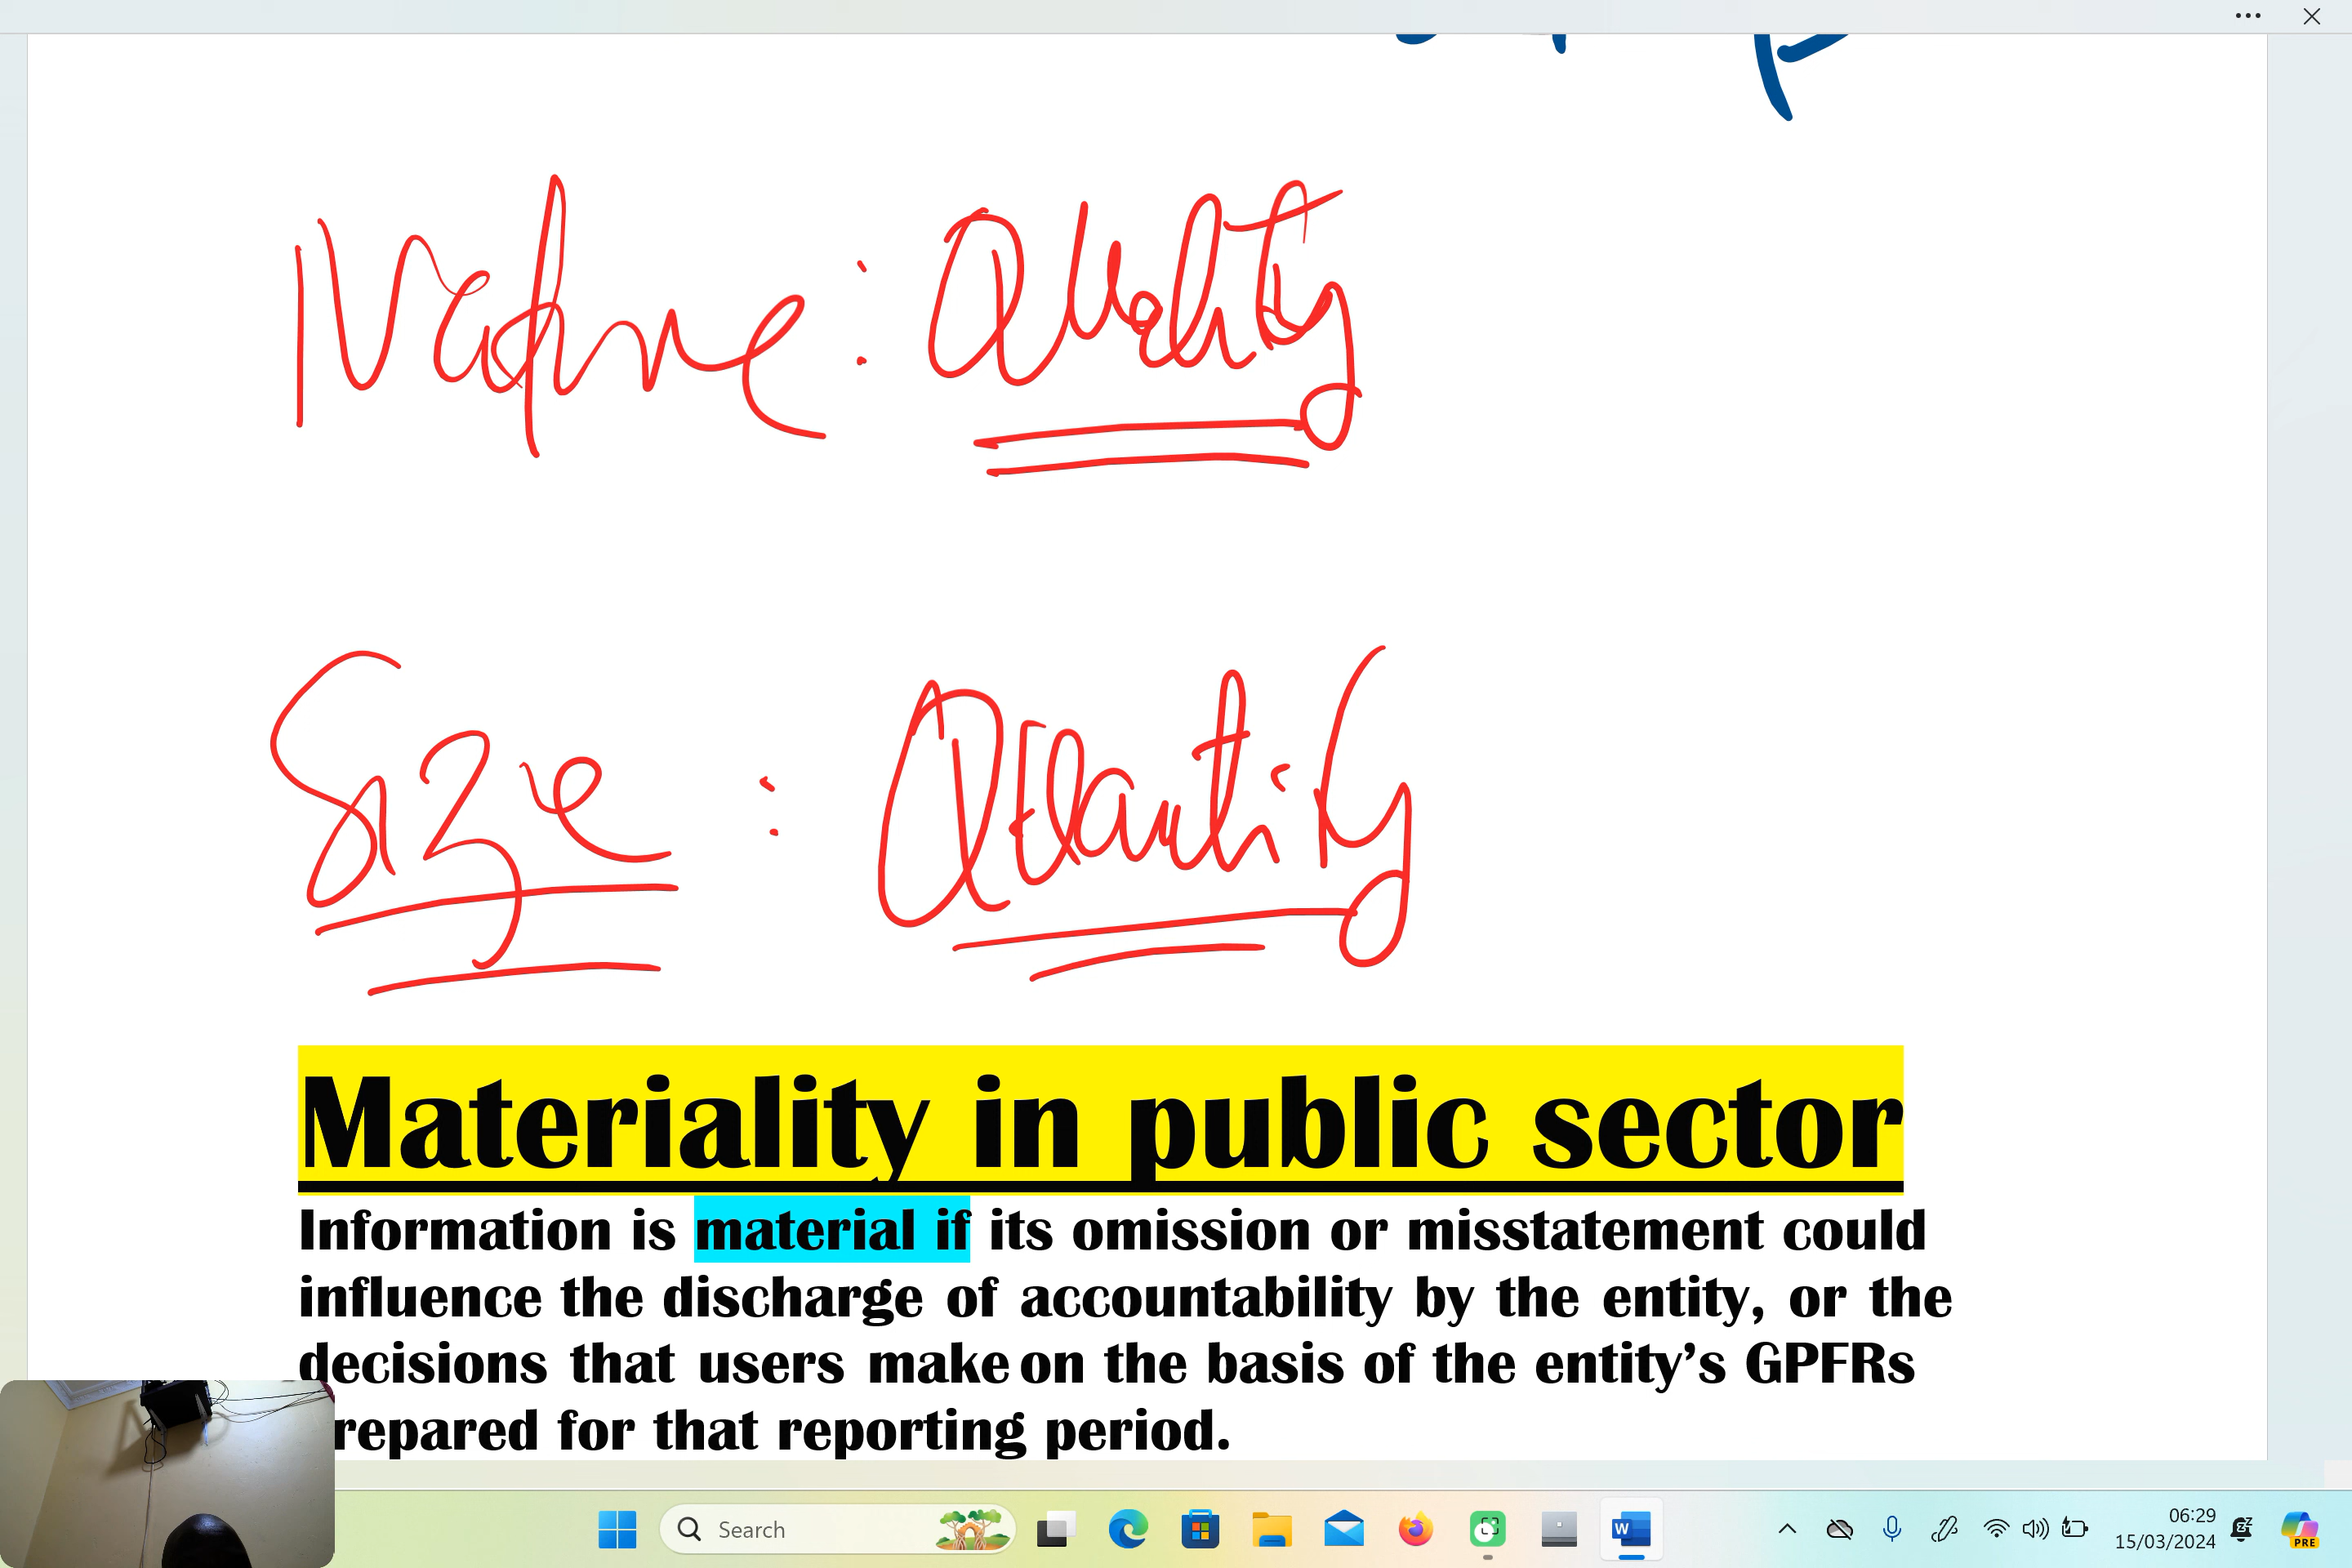 Nature : Quality
Size : Quantity
Materiality in public sector
Information is material if its omission or misstatement could
influence the discharge of accountability by the entity, or the
decisions that users make on the basis of the entity’s GPFRs
repared for that reporting period.
Search
06:29
15/03/2024
PRE